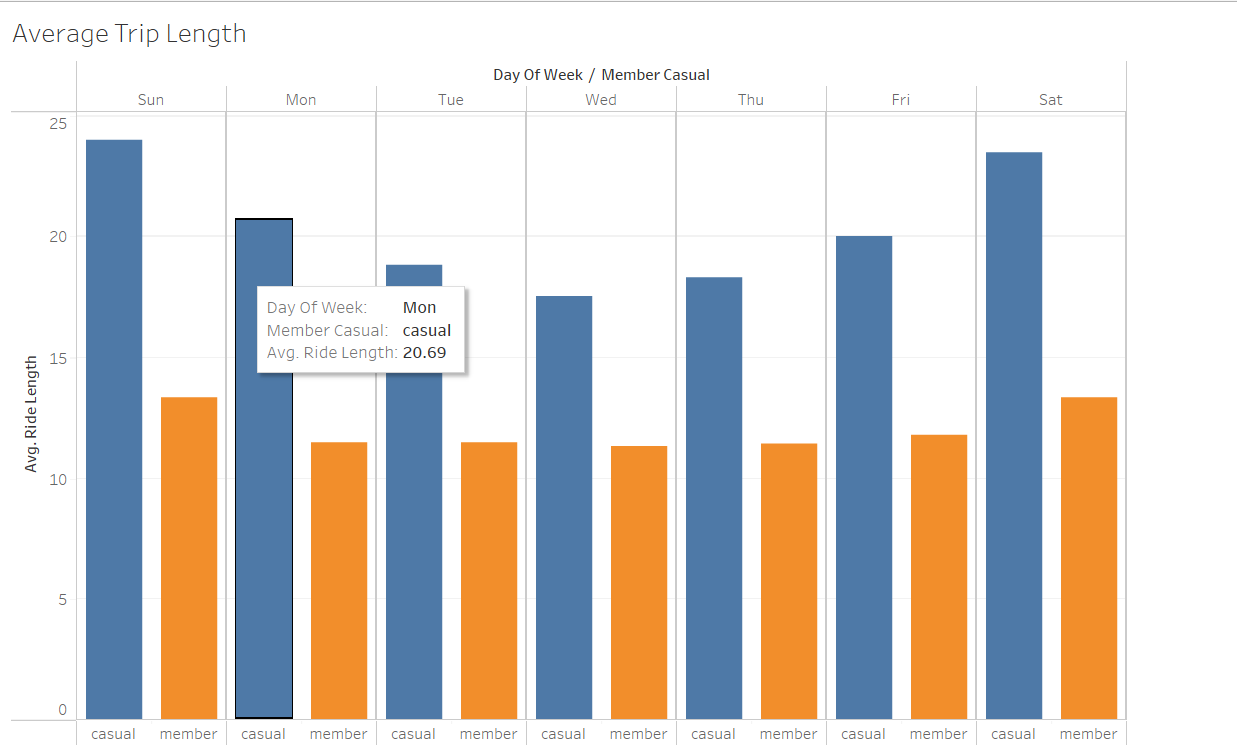 Average Trip Length
Day Of Week / Member Casual
Sun Mon Tue Wed Thu Fri Sat
25
20
15
10
5
0
Avg. Ride Length
Day Of Week: Mon
Member Casual: casual
Avg. Ride Length: 20.69
casual member casual member casual member casual member casual member casual member casual member